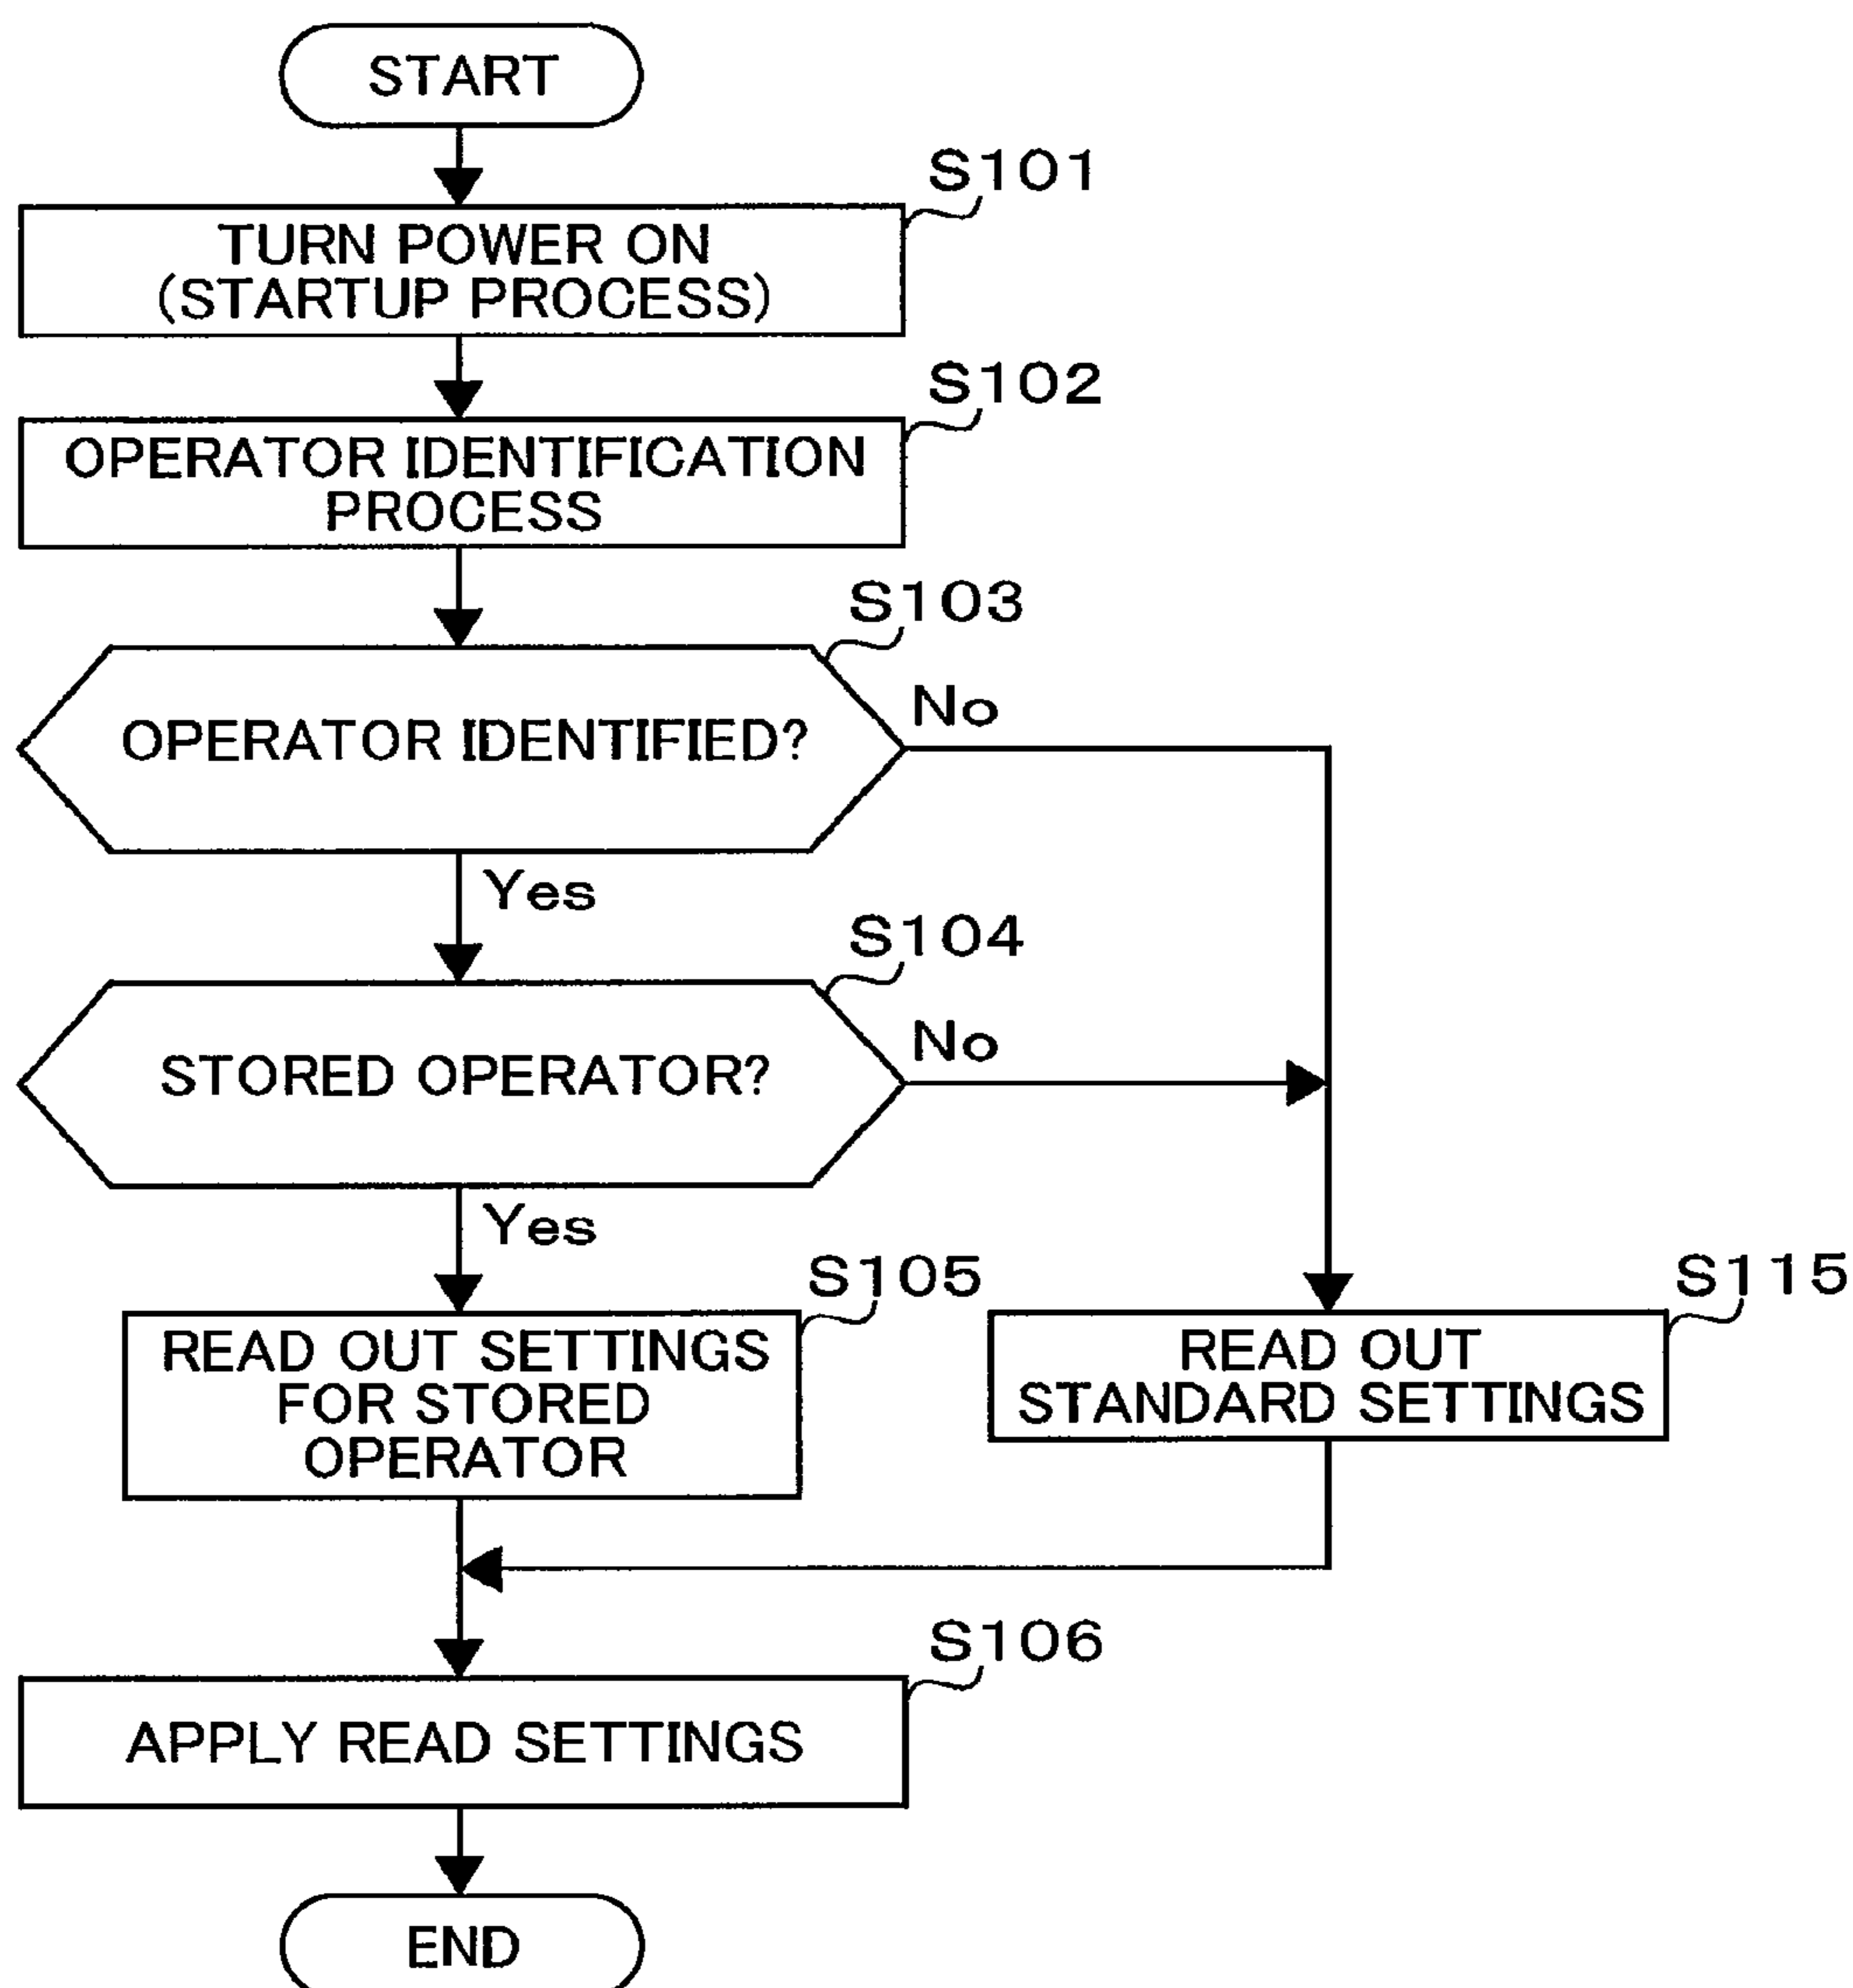 START
S101
TURN POWER ON
(STARTUP PROCESS)
S102
OPERATOR IDENTIFICATION
PROCESS
S103
OPERATOR IDENTIFIED?
No
Yes
S104
STORED OPERATOR?
No
Yes
S105
READ OUT SETTINGS
FOR STORED
OPERATOR
S115
READ OUT
STANDARD SETTINGS
S106
APPLY READ SETTINGS
END